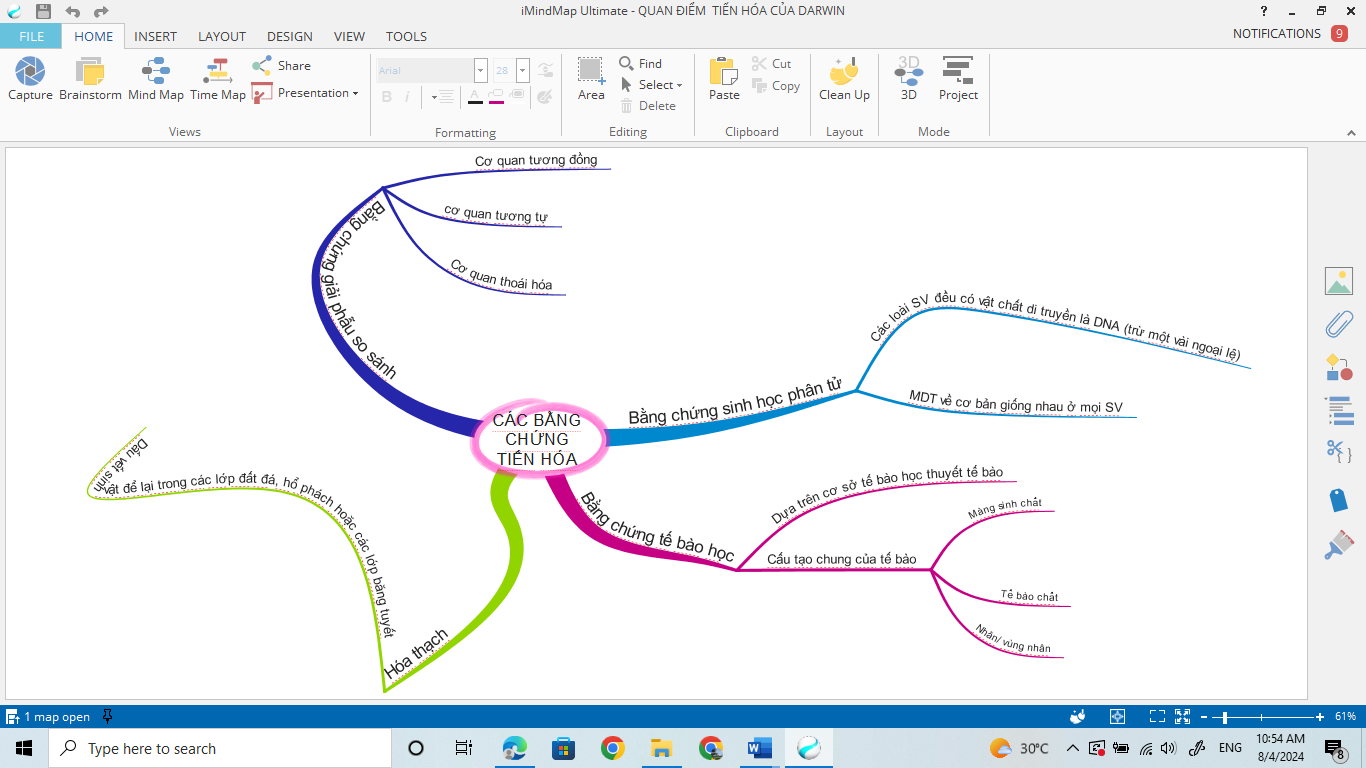 iMindMap Ultimate - QUAN ĐIỂM  TIẾN HÓA CỦA DARWIN
FILE HOME INSERT LAYOUT DESIGN VIEW TOOLS
NOTIFICATIONS 9
Capture Brainstorm Mind Map Time Map
Share
Presentation
Views
Arial 28
B i A
Formatting
Area
Find
Select
Delete
Editing
Paste
Cut
Copy
Clipboard
Clean Up
Layout
3D
3D Project
Mode
Cơ quan tương đồng
cơ quan tương tự
Cơ quan thoái hóa
Bằng chứng giải phẫu so sánh
Các loài SV đều có vật chất di truyền là DNA (trừ một vài ngoại lệ)
MDT về cơ bản giống nhau ở mọi SV
Bằng chứng sinh học phân tử
CÁC BẰNG
CHỨNG
TIẾN HÓA
Dấu vết sinh vật để lại trong các lớp đất đá, hổ phách hoặc các lớp băng tuyết
Hóa thạch
Bằng chứng tế bào học
Dựa trên cơ sở tế bào học thuyết tế bào
Cấu tạo chung của tế bào
Màng sinh chất
Tế bào chất
Nhân/ vùng nhân
1 map open
61%
Type here to search
30°C
ENG
10:54 AM
8/4/2024
8